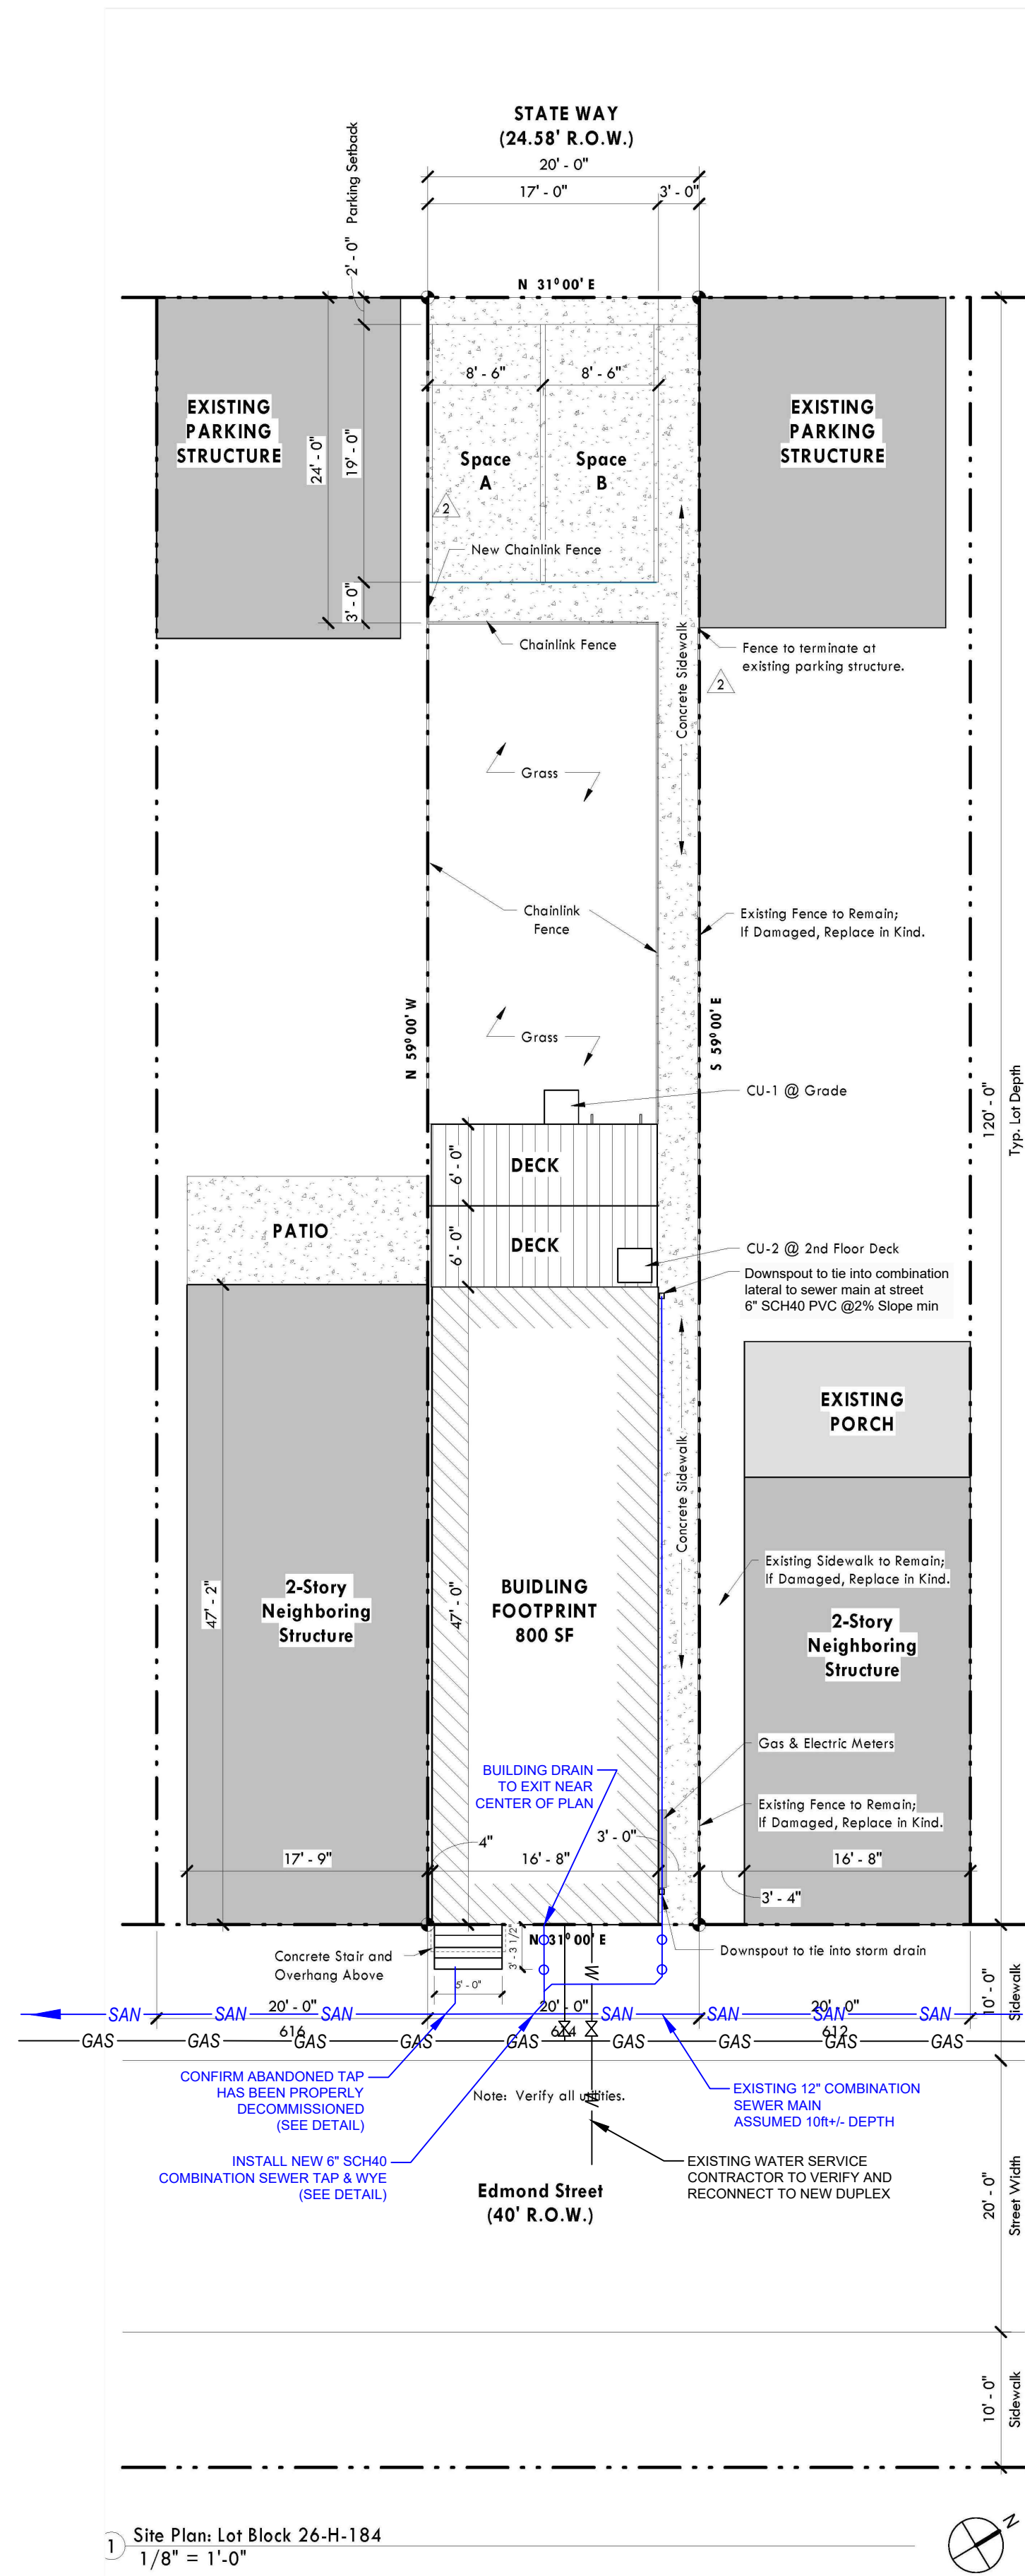 STATE WAY
(24.58' R.O.W.)
20' - 0"
17' - 0"
3' - 0"
2' - 0" Parking Setback
N 31⁰00' E
8' - 6"
8' - 6"
EXISTING
PARKING
STRUCTURE
24' - 0"
19' - 0"
Space
A
Space
B
EXISTING
PARKING
STRUCTURE
2
New Chainlink Fence
3' - 0"
Chainlink Fence
Concrete Sidewalk
Fence to terminate at
existing parking structure.
2
Grass
Chainlink
Fence
Existing Fence to Remain;
If Damaged, Replace in Kind.
N 59⁰00' W
S 59⁰00' E
Grass
CU-1 @ Grade
120' - 0"
Typ. Lot Depth
6' - 0"
DECK
PATIO
6' - 0"
DECK
CU-2 @ 2nd Floor Deck
Downspout to tie into combination
lateral to sewer main at street
6" SCH40 PVC @2% Slope min
EXISTING
PORCH
Concrete Sidewalk
47' - 2"
2-Story
Neighboring
Structure
47' - 0"
BUIDLING
FOOTPRINT
800 SF
Existing Sidewalk to Remain;
If Damaged, Replace in Kind.
2-Story
Neighboring
Structure
Gas & Electric Meters
BUILDING DRAIN
TO EXIT NEAR
CENTER OF PLAN
Existing Fence to Remain;
If Damaged, Replace in Kind.
17' - 9"
4"
16' - 8"
3' - 0"
16' - 8"
3' - 4"
N 31⁰00' E
Concrete Stair and
Overhang Above
3' - 3 1/2"
5' - 0"
W
Downspout to tie into storm drain
10' - 0"
Sidewalk
SAN SAN SAN SAN SAN SAN SAN SAN
20' - 0"
20' - 0"
20' - 0"
616
614
612
GAS GAS GAS GAS GAS GAS GAS GAS GAS
CONFIRM ABANDONED TAP
HAS BEEN PROPERLY
DECOMMISSIONED
(SEE DETAIL)
Note: Verify all utilities.
W
EXISTING 12" COMBINATION
SEWER MAIN
ASSUMED 10ft+/- DEPTH
INSTALL NEW 6" SCH40
COMBINATION SEWER TAP & WYE
(SEE DETAIL)
EXISTING WATER SERVICE
CONTRACTOR TO VERIFY AND
RECONNECT TO NEW DUPLEX
Edmond Street
(40' R.O.W.)
20' - 0"
Street Width
10' - 0"
Sidewalk
1
Site Plan: Lot Block 26-H-184
1/8" = 1'-0"
N